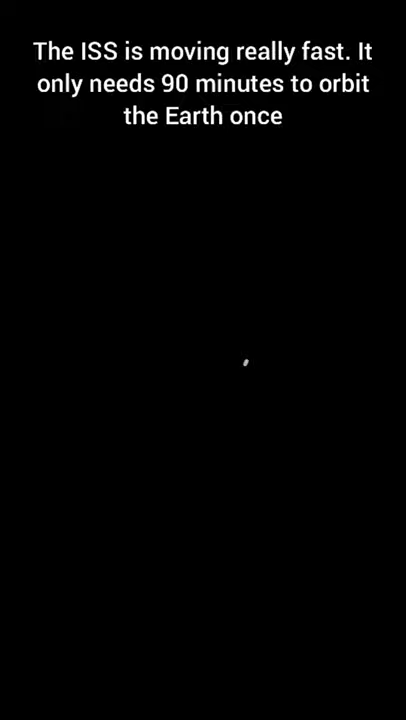 The ISS is moving really fast. It
only needs 90 minutes to orbit
the Earth once